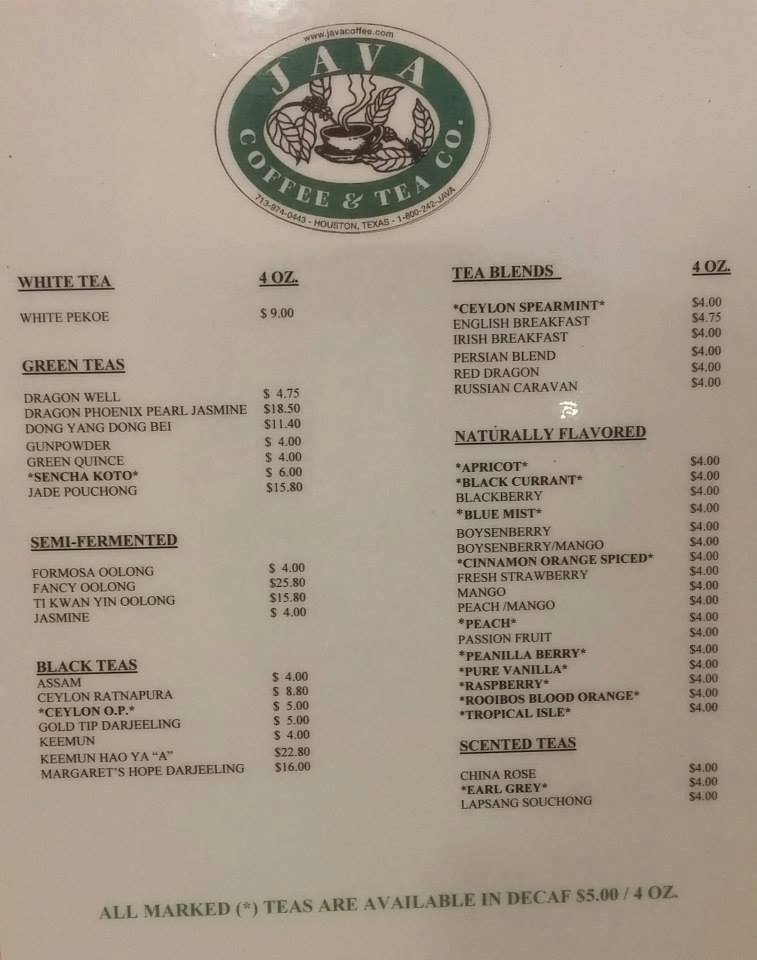 www.javacoffee.com
JAVA
COFFEE & TEA CO.
713-974-0443 - HOUSTON, TEXAS - 1-800-242-JAVA
WHITE TEA 4 OZ.
WHITE PEKOE $ 9.00
GREEN TEAS
DRAGON WELL $ 4.75
DRAGON PHOENIX PEARL JASMINE $18.50
DONG YANG DONG BEI $11.40
GUNPOWDER $ 4.00
GREEN QUINCE $ 4.00
*SENCHA KOTO* $ 6.00
JADE POUCHONG $15.80
SEMI-FERMENTED
FORMOSA OOLONG $ 4.00
FANCY OOLONG $25.80
TI KWAN YIN OOLONG $15.80
JASMINE $ 4.00
BLACK TEAS
ASSAM $ 4.00
CEYLON RATNAPURA $ 8.80
*CEYLON O.P.* $ 5.00
GOLD TIP DARJEELING $ 5.00
KEEMUN $ 4.00
KEEMUN HAO YA “A” $22.80
MARGARET’S HOPE DARJEELING $16.00
TEA BLENDS 4 OZ.
*CEYLON SPEARMINT* $4.00
ENGLISH BREAKFAST $4.75
IRISH BREAKFAST $4.00
PERSIAN BLEND $4.00
RED DRAGON $4.00
RUSSIAN CARAVAN $4.00
NATURALLY FLAVORED
*APRICOT* $4.00
*BLACK CURRANT* $4.00
BLACKBERRY $4.00
*BLUE MIST* $4.00
BOYSENBERRY $4.00
BOYSENBERRY/MANGO $4.00
*CINNAMON ORANGE SPICED* $4.00
FRESH STRAWBERRY $4.00
MANGO $4.00
PEACH /MANGO $4.00
*PEACH* $4.00
PASSION FRUIT $4.00
*PEANILLA BERRY* $4.00
*PURE VANILLA* $4.00
*RASPBERRY* $4.00
*ROOIBOS BLOOD ORANGE* $4.00
*TROPICAL ISLE* $4.00
SCENTED TEAS
CHINA ROSE $4.00
*EARL GREY* $4.00
LAPSANG SOUCHONG $4.00
ALL MARKED (*) TEAS ARE AVAILABLE IN DECAF $5.00 / 4 OZ.